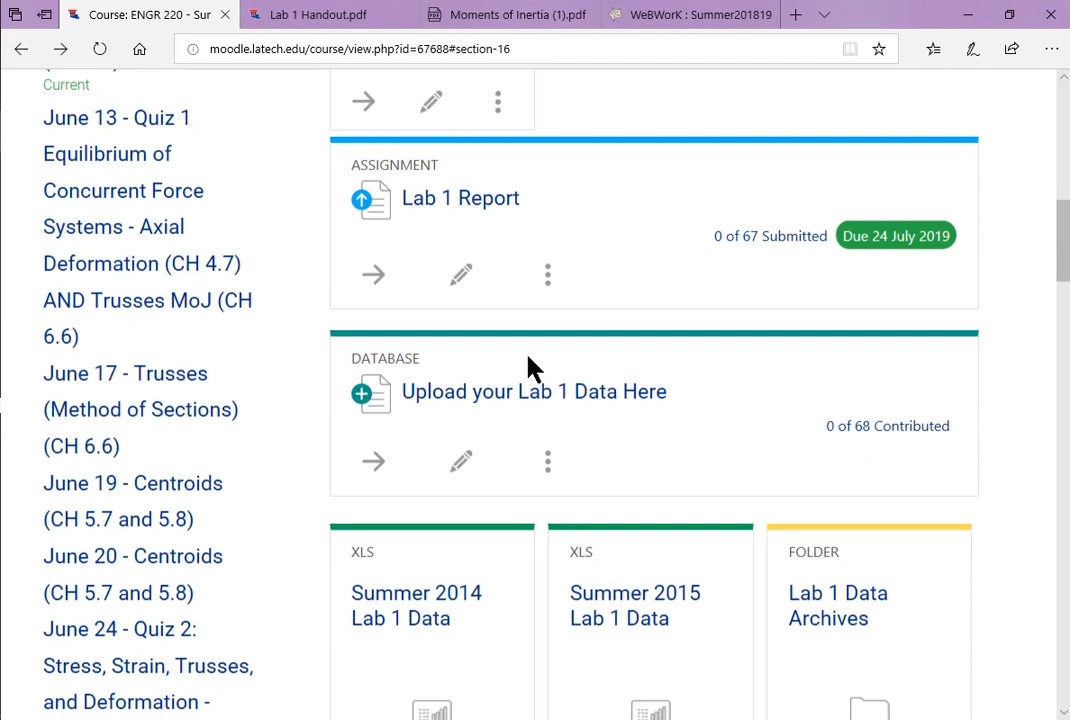 Course: ENGR 220 - Sur
Lab 1 Handout.pdf
Moments of Inertia (1).pdf
WeBWorK : Summer201819
moodle.latech.edu/course/view.php?id=67688#section-16
Current
June 13 - Quiz 1
Equilibrium of
Concurrent Force
Systems - Axial
Deformation (CH 4.7)
AND Trusses MoJ (CH
6.6)
June 17 - Trusses
(Method of Sections)
(CH 6.6)
June 19 - Centroids
(CH 5.7 and 5.8)
June 20 - Centroids
(CH 5.7 and 5.8)
June 24 - Quiz 2:
Stress, Strain, Trusses,
and Deformation -
ASSIGNMENT
Lab 1 Report
0 of 67 Submitted
Due 24 July 2019
DATABASE
Upload your Lab 1 Data Here
0 of 68 Contributed
XLS
Summer 2014
Lab 1 Data
XLS
Summer 2015
Lab 1 Data
FOLDER
Lab 1 Data
Archives